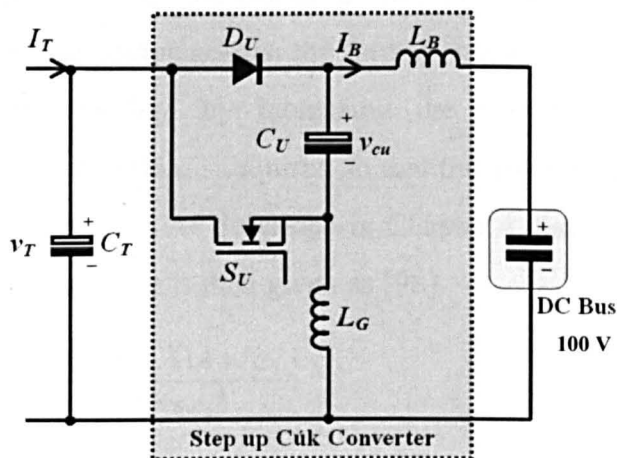 I_T
D_U
I_B
L_B
+
C_U
v_cu
−
+
v_T
C_T
−
S_U
L_G
+
−
DC Bus
100 V
Step up Cúk Converter